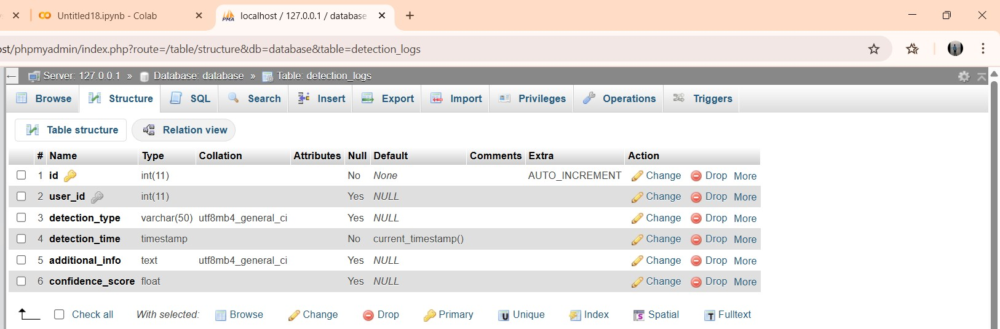 Untitled18.ipynb - Colab
PMA localhost / 127.0.0.1 / database
ost/phpmyadmin/index.php?route=/table/structure&db=database&table=detection_logs
Server: 127.0.0.1 » Database: database » Table: detection_logs
Browse Structure SQL Search Insert Export Import Privileges Operations Triggers
Table structure Relation view
# Name Type Collation Attributes Null Default Comments Extra Action
1 id int(11) No None AUTO_INCREMENT Change Drop More
2 user_id int(11) Yes NULL Change Drop More
3 detection_type varchar(50) utf8mb4_general_ci Yes NULL Change Drop More
4 detection_time timestamp No current_timestamp() Change Drop More
5 additional_info text utf8mb4_general_ci Yes NULL Change Drop More
6 confidence_score float Yes NULL Change Drop More
Check all With selected: Browse Change Drop Primary U Unique Index S Spatial T Fulltext